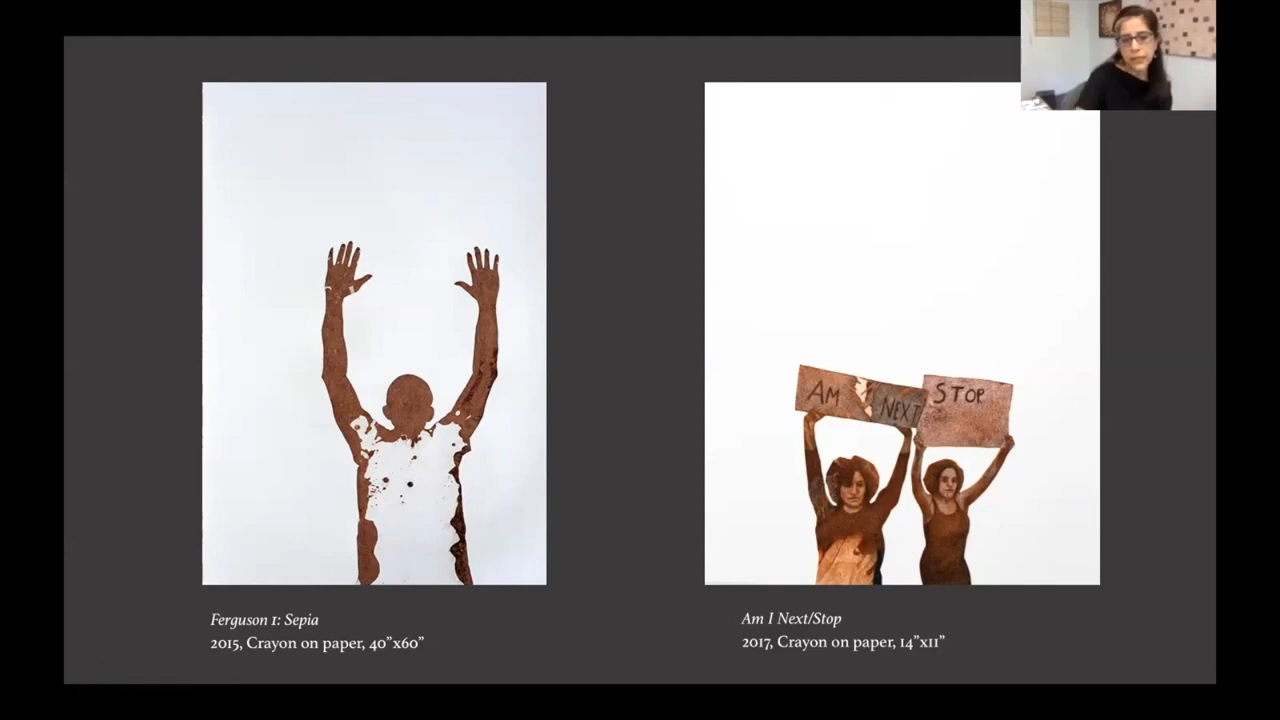 AM
NEXT
STOP
Ferguson 1: Sepia
2015, Crayon on paper, 40”x60”
Am I Next/Stop
2017, Crayon on paper, 14”x11”